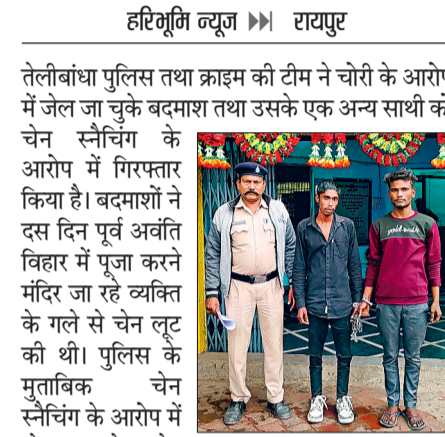 हरिभूमि न्यूज ▶▶| रायपुर
तेलीबांधा पुलिस तथा क्राइम की टीम ने चोरी के
में जेल जा चुके बदमाश तथा उसके एक अन्य साथी को
चेन स्नैचिंग के
आरोप में गिरफ्तार
किया है। बदमाशों ने
दस दिन पूर्व अवंति
विहार में पूजा करने
मंदिर जा रहे व्यक्ति
के गले से चेन लूट
की थी। पुलिस के
मुताबिक चेन
स्नैचिंग के आरोप में